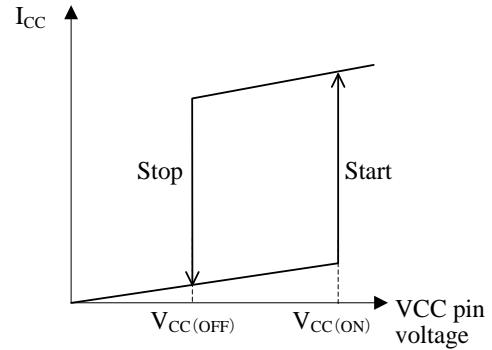 ICC
Stop
Start
VCC(OFF)
VCC(ON)
VCC pin
voltage